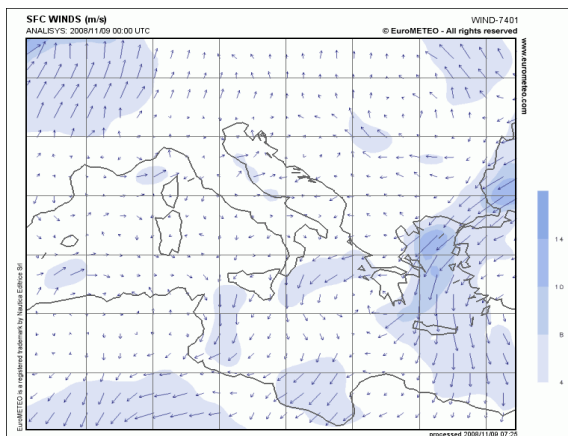 SFC WINDS (m/s)
WIND-7401
ANALISYS: 2008/11/09 00:00 UTC
© EuroMETEO - All rights reserved
www.eurometeo.com
14
10
8
4
EuroMETEO is a registered trademark by Nautica Editrice Srl
processed 2008/11/09 07:26